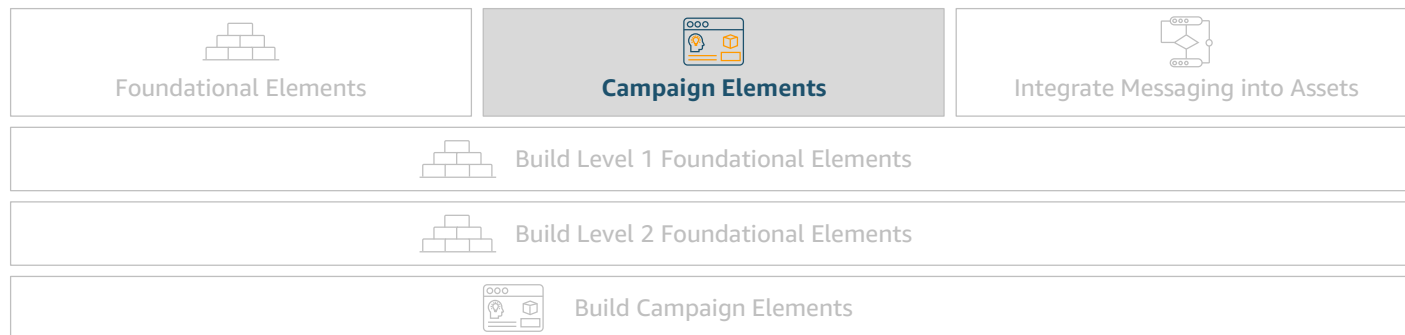 Foundational Elements
Campaign Elements
Integrate Messaging into Assets
Build Level 1 Foundational Elements
Build Level 2 Foundational Elements
Build Campaign Elements